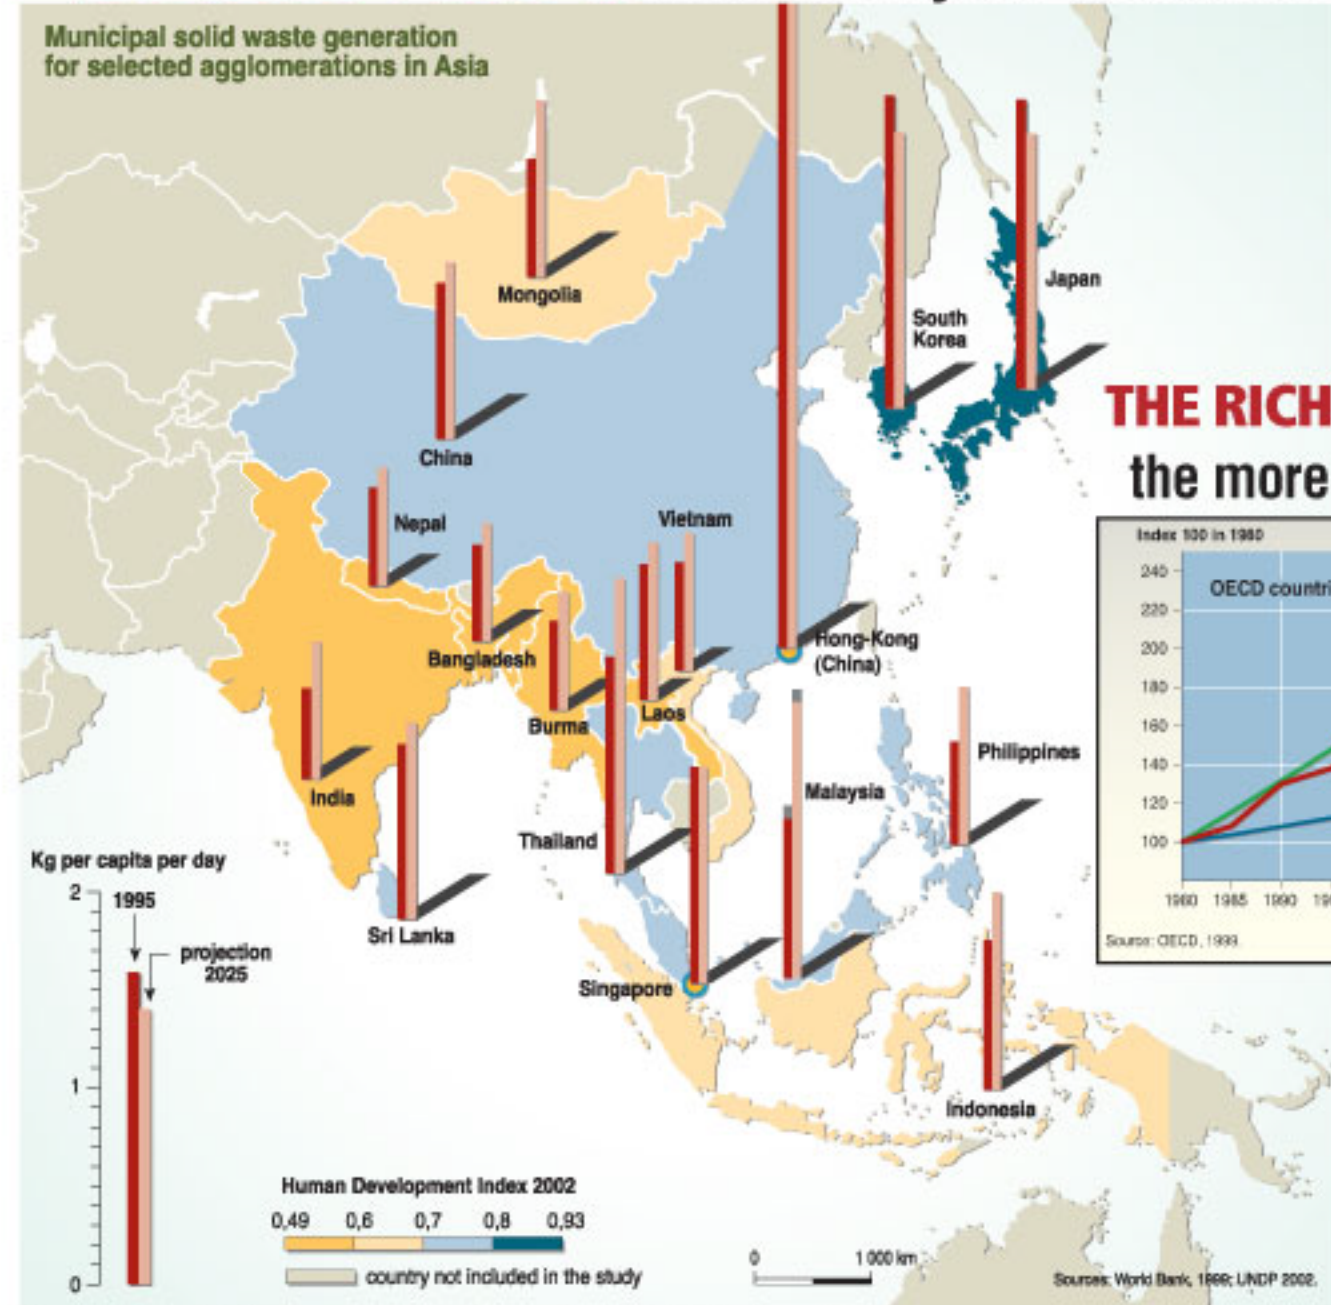 Municipal solid waste generation
for selected agglomerations in Asia
Mongolia
Japan
South
Korea
China
THE RICH
the more
Nepal
Vietnam
Index 100 in 1980
240
OECD countri
220
200
180
160
140
120
100
1980 1985 1990 199
Source: OECD, 1999.
Bangladesh
Hong-Kong
(China)
Burma
Laos
Philippines
India
Malaysia
Thailand
Kg per capita per day
2
1995
projection
2025
1
0
Sri Lanka
Singapore
Indonesia
Human Development Index 2002
0,49 0,6 0,7 0,8 0,93
country not included in the study
0 1 000 km
Sources: World Bank, 1999; UNDP 2002.